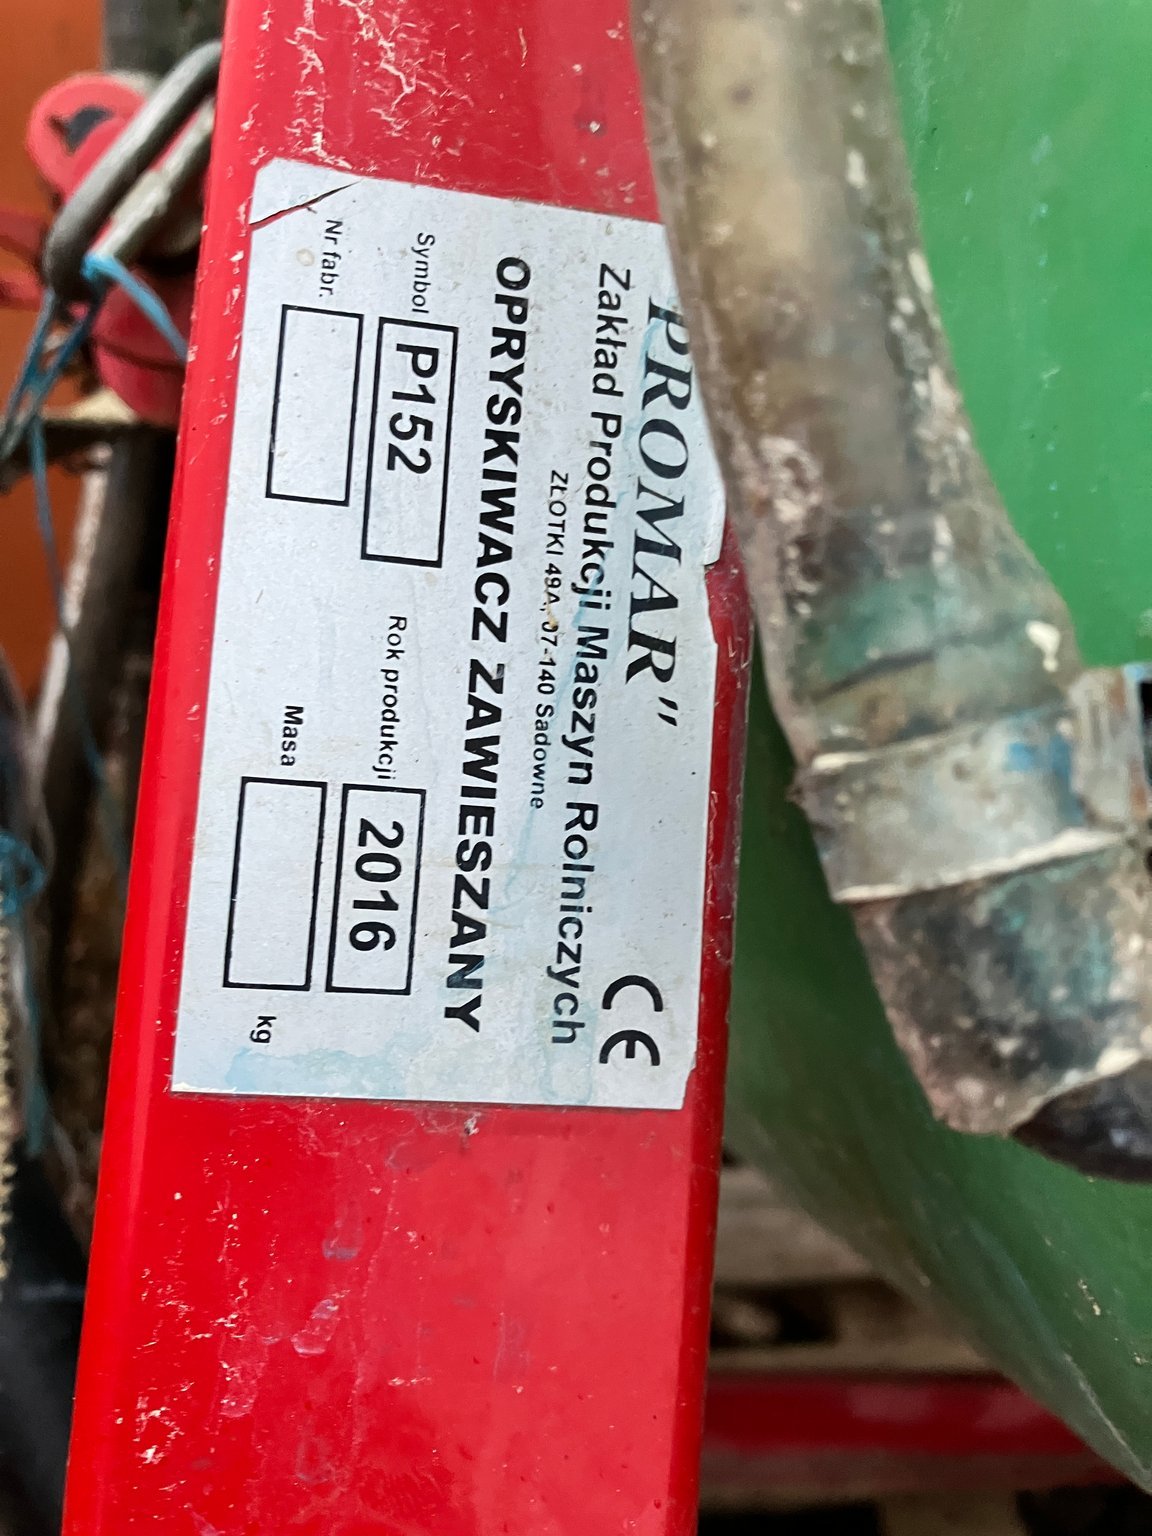 PROMAR"
CE
Zakład Produkcji Maszyn Rolniczych
ZŁOTKI 49A, 07-140 Sadowne
OPRYSKIWACZ ZAWIESZANY
Symbol P152 Rok produkcji 2016
Nr fabr. Masa kg